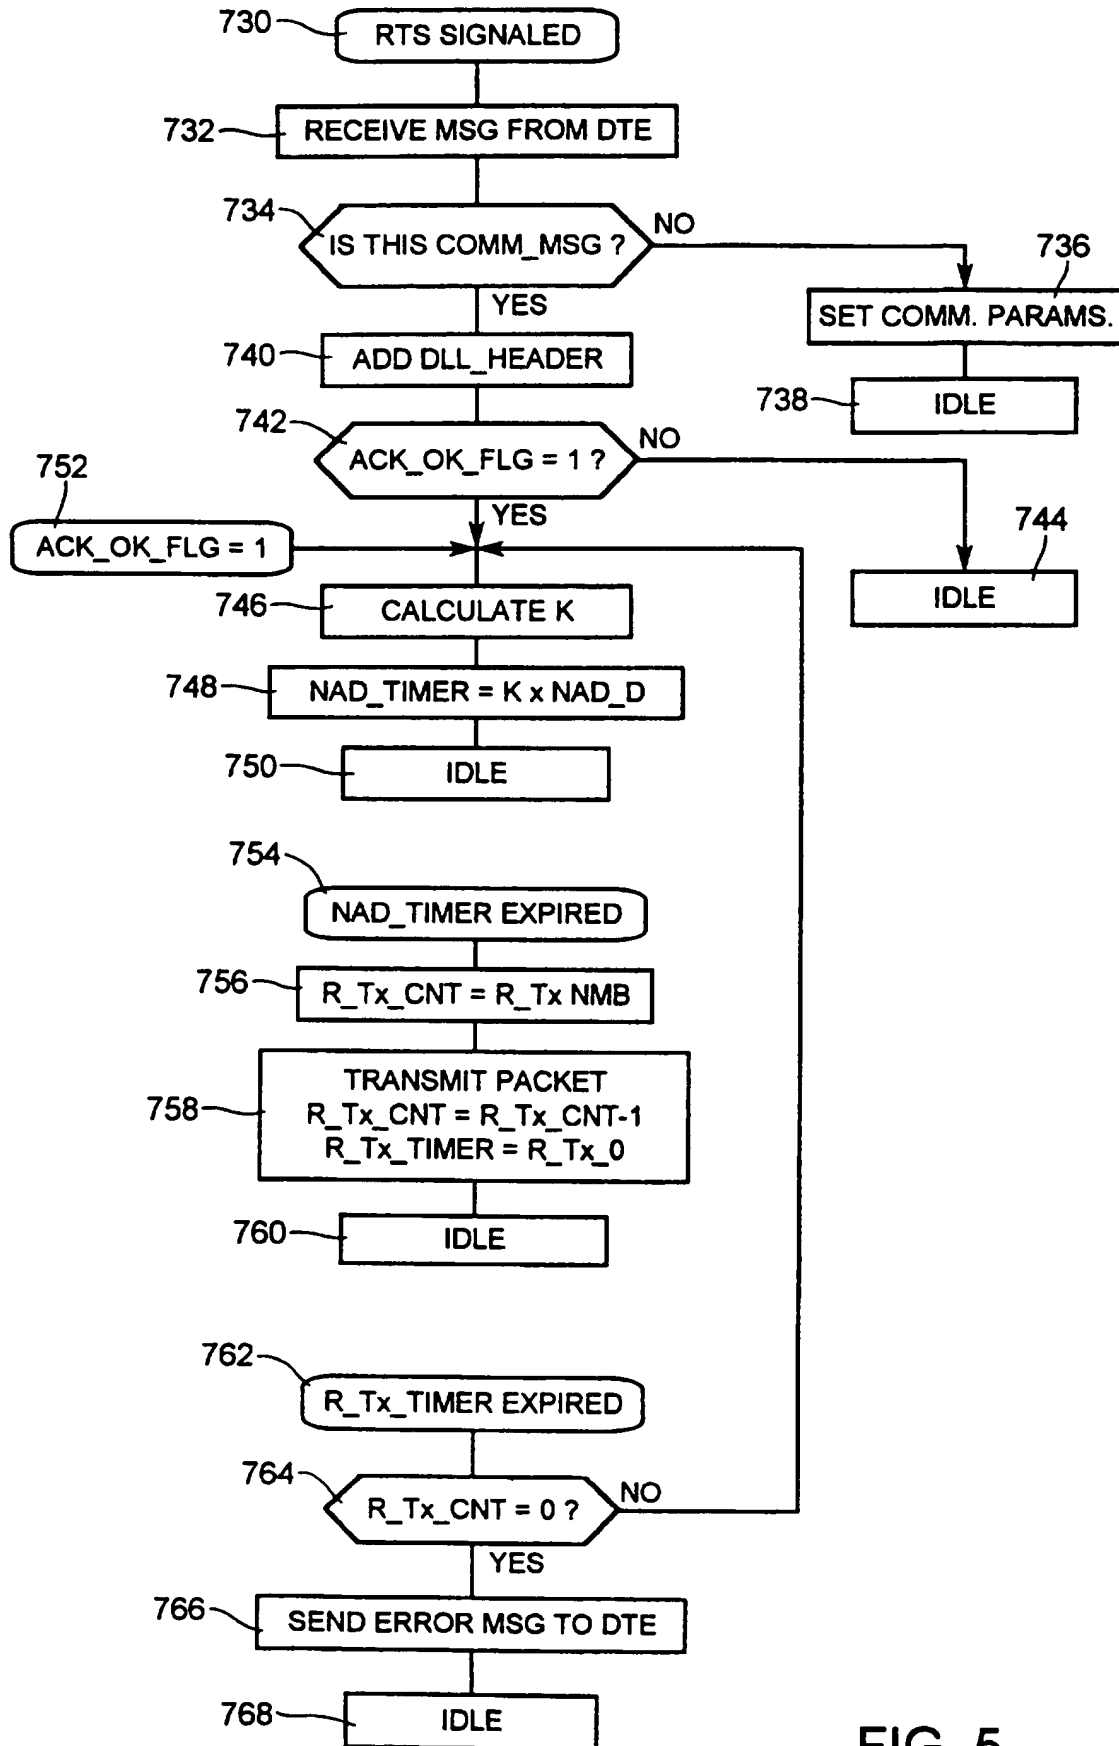 730
RTS SIGNALED
732
RECEIVE MSG FROM DTE
734
IS THIS COMM_MSG ?
NO
YES
736
SET COMM. PARAMS.
738
IDLE
740
ADD DLL_HEADER
742
ACK_OK_FLG = 1 ?
NO
YES
744
IDLE
752
ACK_OK_FLG = 1
746
CALCULATE K
748
NAD_TIMER = K x NAD_D
750
IDLE
754
NAD_TIMER EXPIRED
756
R_Tx_CNT = R_Tx NMB
758
TRANSMIT PACKET
R_Tx_CNT = R_Tx_CNT-1
R_Tx_TIMER = R_Tx_0
760
IDLE
762
R_Tx_TIMER EXPIRED
764
R_Tx_CNT = 0 ?
NO
YES
766
SEND ERROR MSG TO DTE
768
IDLE
FIG. 5